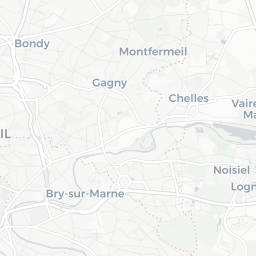 Bondy
Montfermeil
Gagny
Chelles
Vaire
Ma
IL
Noisiel
Logn
Bry-sur-Marne